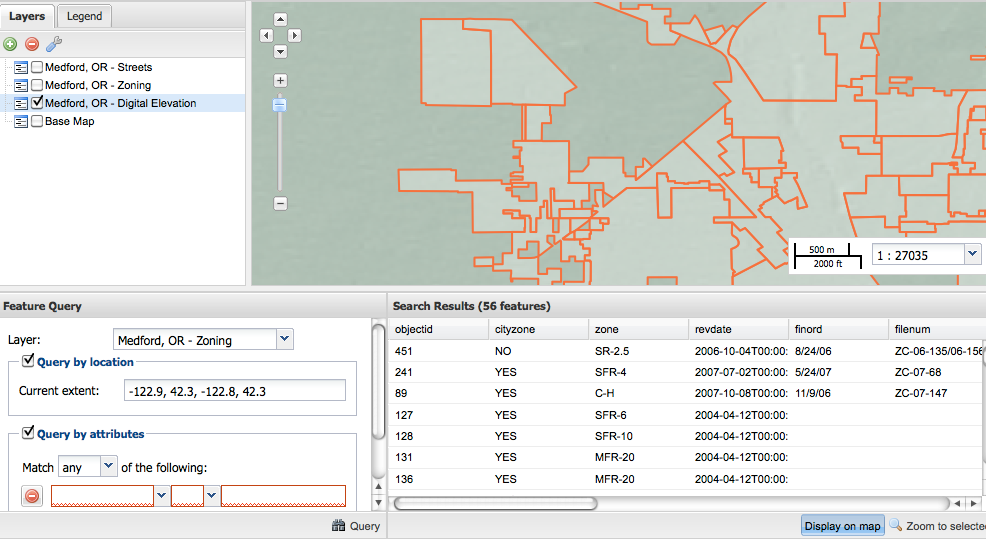 Layers Legend
Medford, OR - Streets
Medford, OR - Zoning
Medford, OR - Digital Elevation
Base Map
500 m
2000 ft
1 : 27035
Feature Query
Layer: Medford, OR - Zoning
Query by location
Current extent: -122.9, 42.3, -122.8, 42.3
Query by attributes
Match any of the following:
Query
Search Results (56 features)
objectid cityzone zone revdate finord filenum
451 NO SR-2.5 2006-10-04T00:00: 8/24/06 ZC-06-135/06-156
241 YES SFR-4 2007-07-02T00:00: 5/24/07 ZC-07-68
89 YES C-H 2007-10-08T00:00: 11/9/06 ZC-07-147
127 YES SFR-6 2004-04-12T00:00:
128 YES SFR-10 2004-04-12T00:00:
131 YES MFR-20 2004-04-12T00:00:
136 YES MFR-20 2004-04-12T00:00:
Display on map Zoom to selected